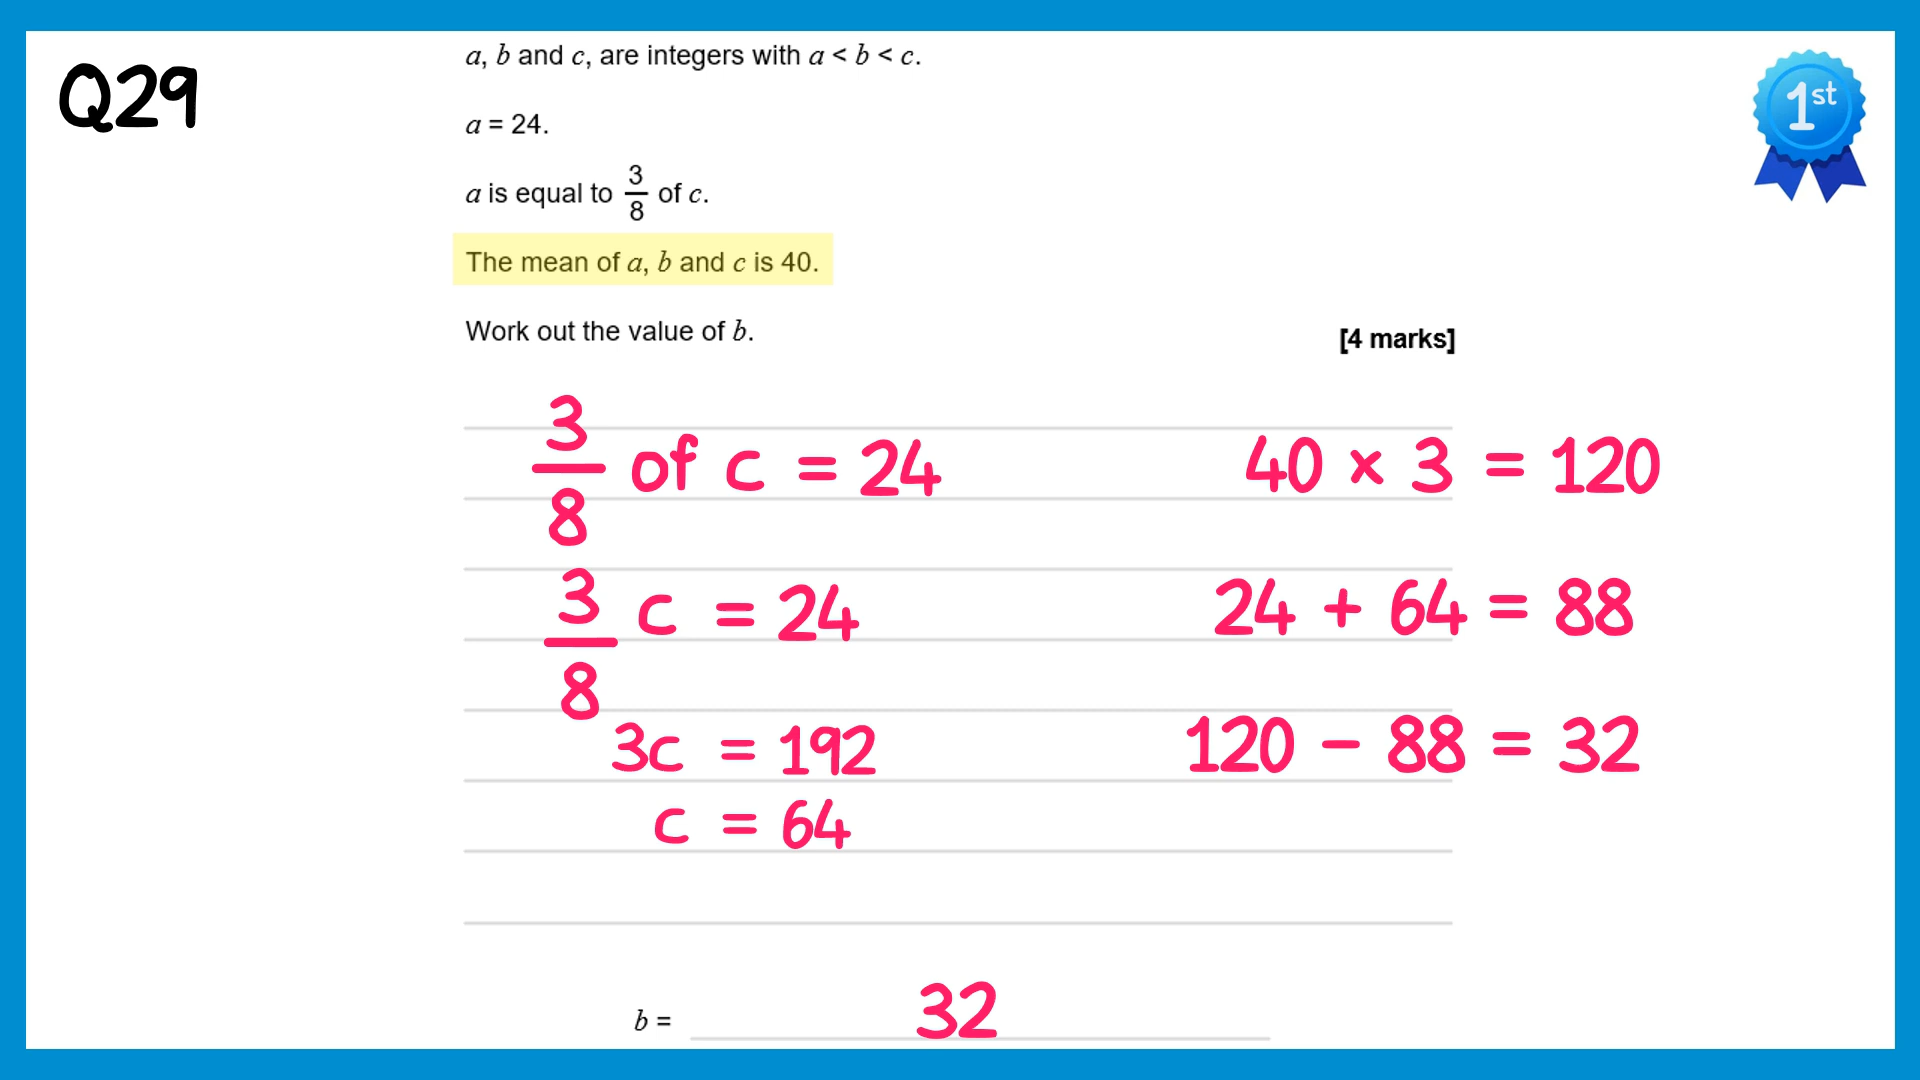 Q29
a, b and c, are integers with a < b < c.
1st
a = 24.
a is equal to 3/8 of c.
The mean of a, b and c is 40.
Work out the value of b.
[4 marks]
3/8 of c = 24
3/8 c = 24
3c = 192
c = 64
40 × 3 = 120
24 + 64 = 88
120 − 88 = 32
b = 32